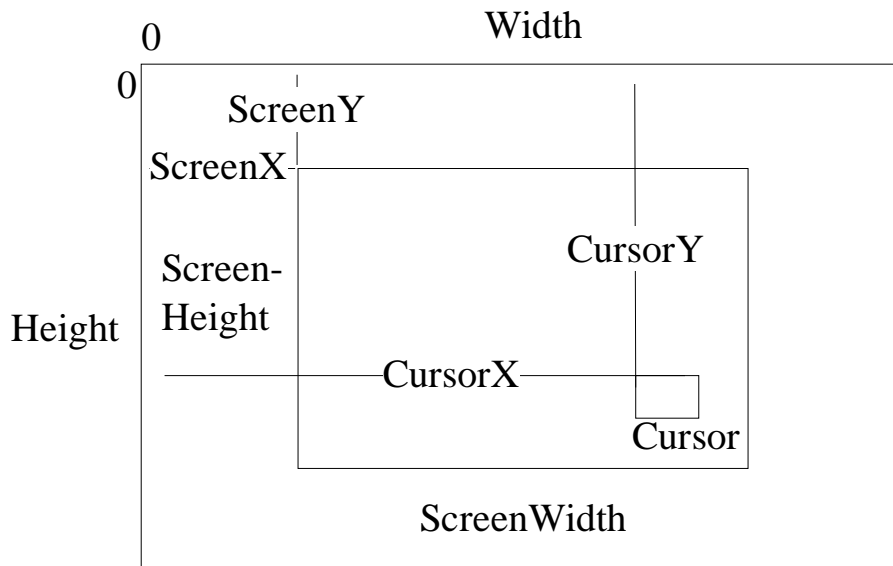 0
Width
0
ScreenY
ScreenX
CursorY
Screen-
Height
Height
CursorX
Cursor
ScreenWidth